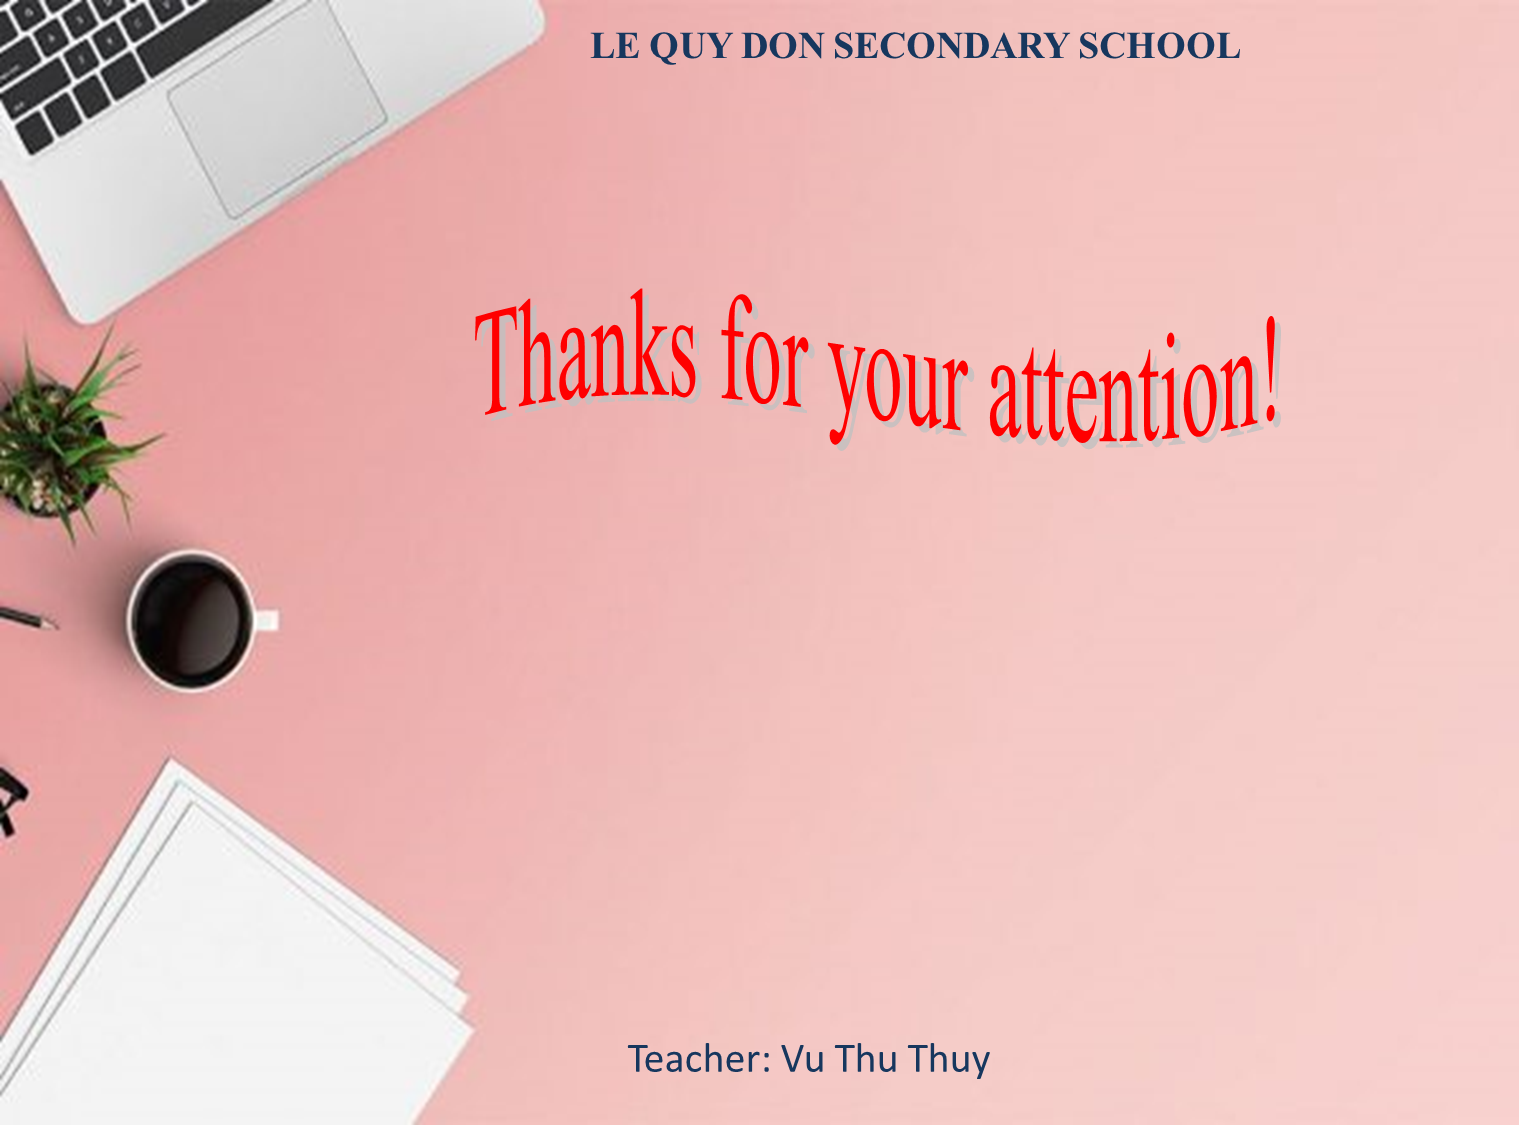 LE QUY DON SECONDARY SCHOOL
Thanks for your attention!
Teacher: Vu Thu Thuy